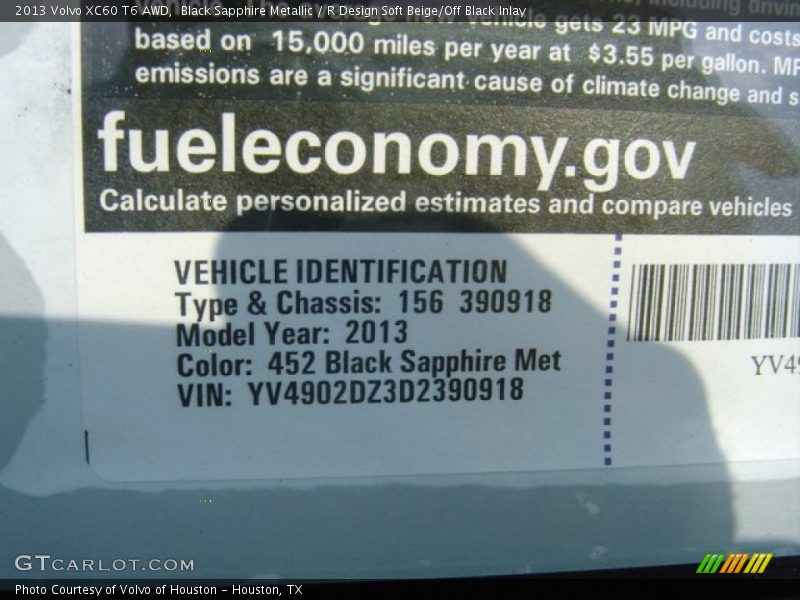 2013 Volvo XC60 T6 AWD, Black Sapphire Metallic / R Design Soft Beige/Off Black Inlay
new vehicle gets 23 MPG and costs
based on 15,000 miles per year at $3.55 per gallon.
emissions are a significant cause of climate change and
fueleconomy.gov
Calculate personalized estimates and compare vehicles
VEHICLE IDENTIFICATION
Type & Chassis: 156 390918
Model Year: 2013
Color: 452 Black Sapphire Met
VIN: YV4902DZ3D2390918
YV49
GTCARLOT.COM
Photo Courtesy of Volvo of Houston - Houston, TX